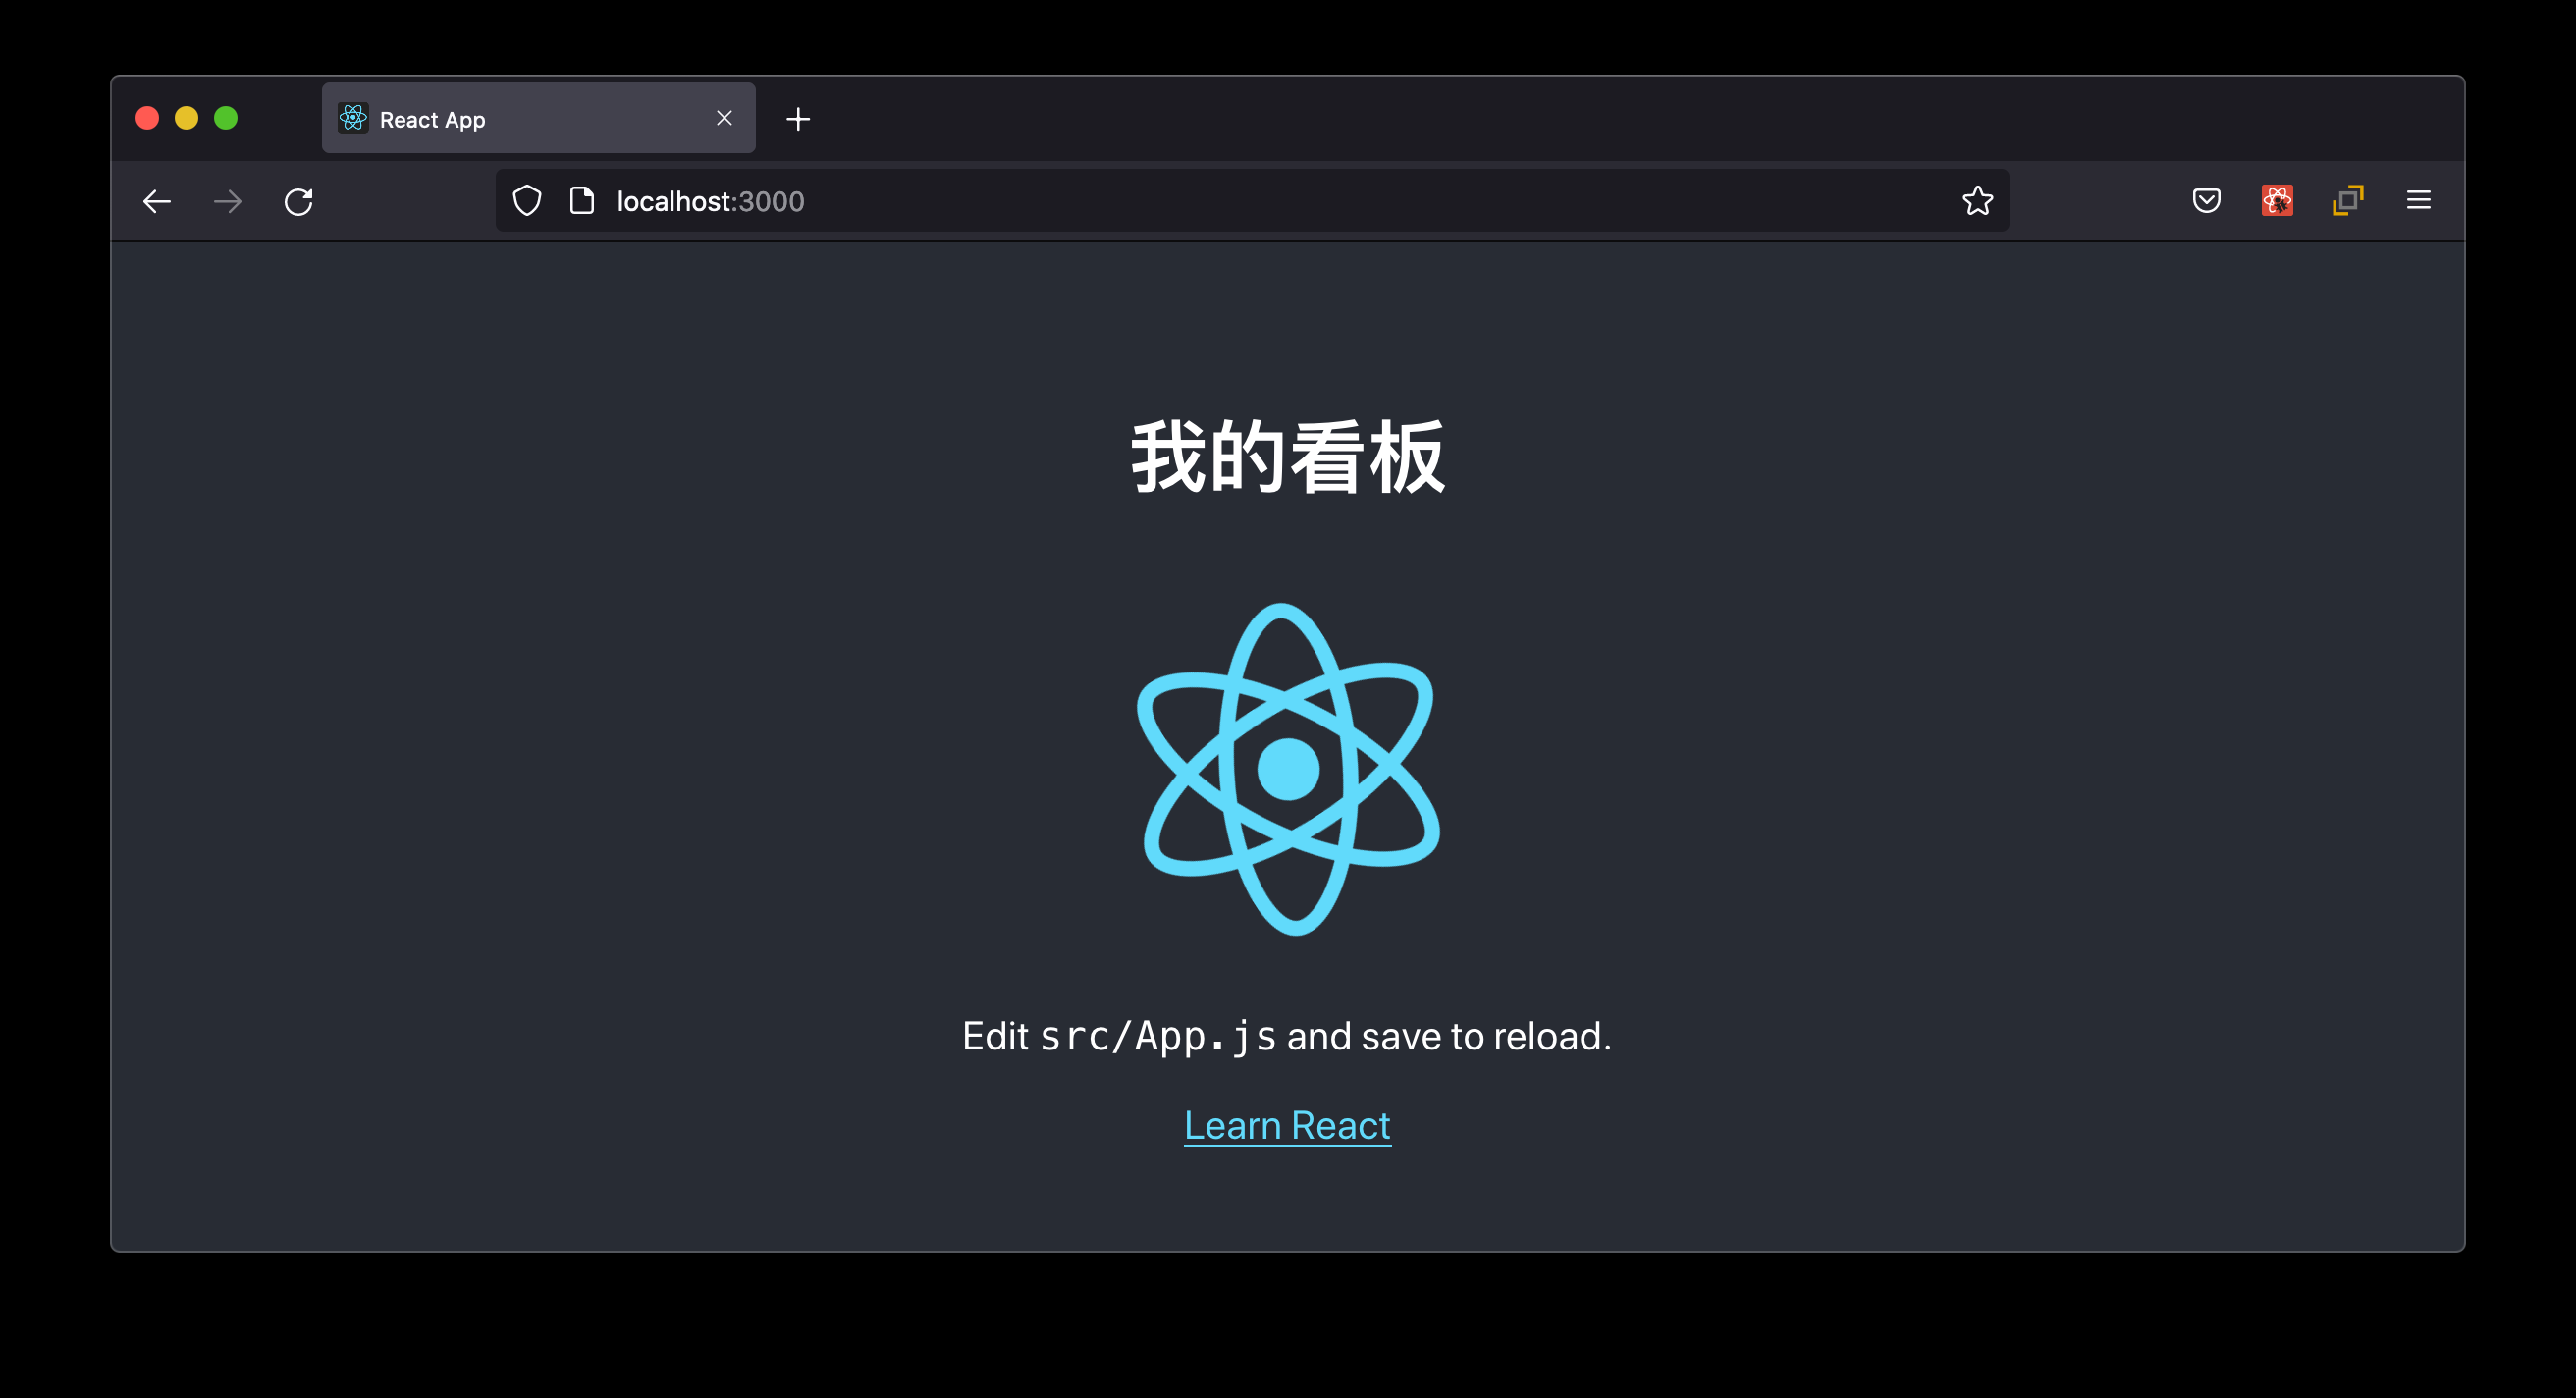 React App
localhost:3000
我的看板
Edit src/App.js and save to reload.
Learn React